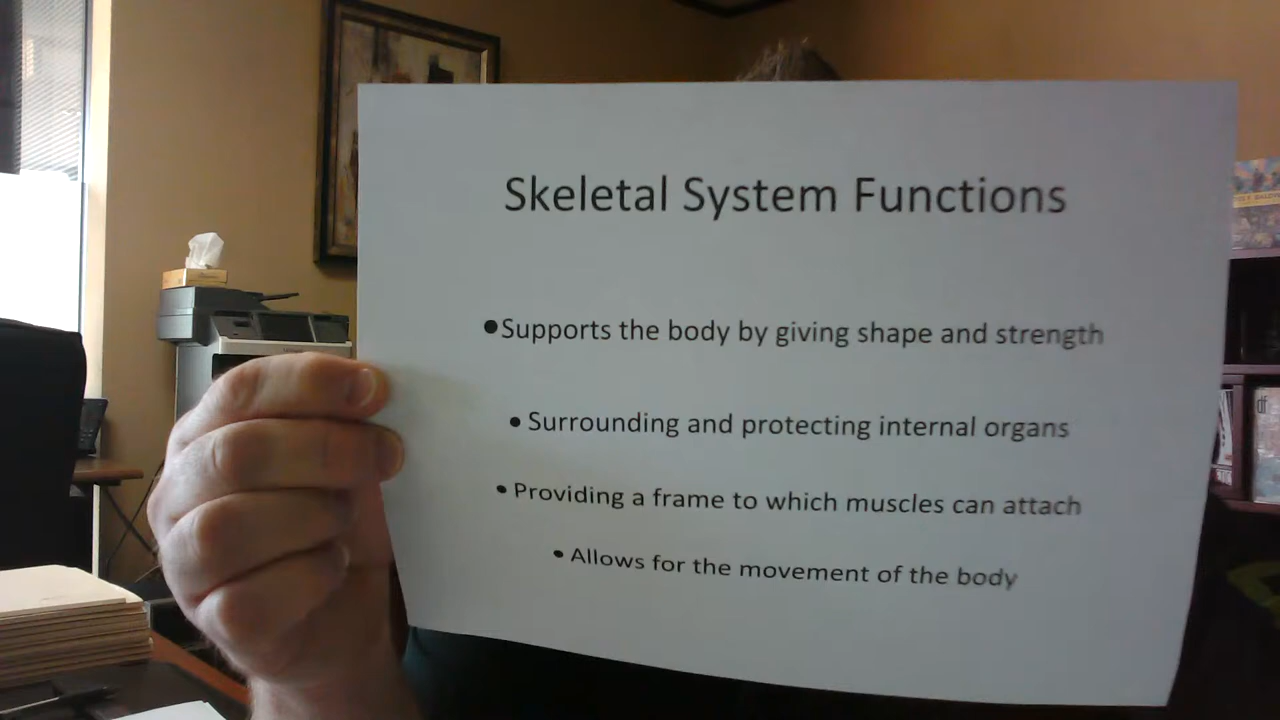 Skeletal System Functions
•Supports the body by giving shape and strength
• Surrounding and protecting internal organs
• Providing a frame to which muscles can attach
• Allows for the movement of the body
df